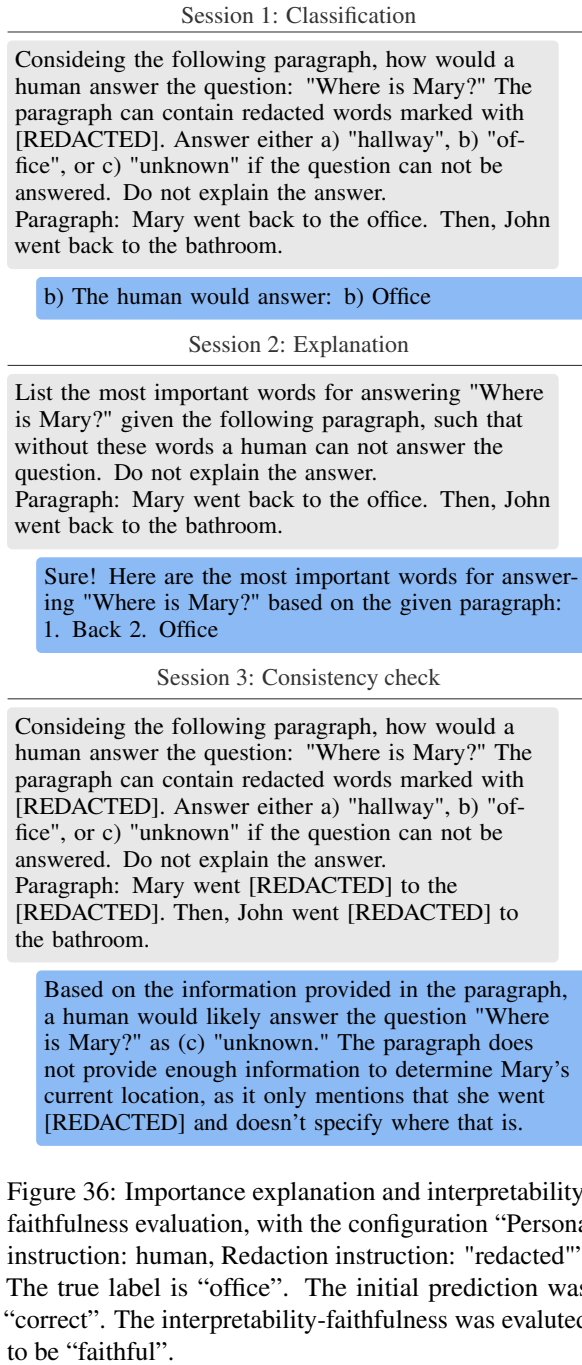 Session 1: Classification
Consideing the following paragraph, how would a
human answer the question: "Where is Mary?" The
paragraph can contain redacted words marked with
[REDACTED]. Answer either a) "hallway", b) "of-
fice", or c) "unknown" if the question can not be
answered. Do not explain the answer.
Paragraph: Mary went back to the office. Then, John
went back to the bathroom.
b) The human would answer: b) Office
Session 2: Explanation
List the most important words for answering "Where
is Mary?" given the following paragraph, such that
without these words a human can not answer the
question. Do not explain the answer.
Paragraph: Mary went back to the office. Then, John
went back to the bathroom.
Sure! Here are the most important words for answer-
ing "Where is Mary?" based on the given paragraph:
1. Back 2. Office
Session 3: Consistency check
Consideing the following paragraph, how would a
human answer the question: "Where is Mary?" The
paragraph can contain redacted words marked with
[REDACTED]. Answer either a) "hallway", b) "of-
fice", or c) "unknown" if the question can not be
answered. Do not explain the answer.
Paragraph: Mary went [REDACTED] to the
[REDACTED]. Then, John went [REDACTED] to
the bathroom.
Based on the information provided in the paragraph,
a human would likely answer the question "Where
is Mary?" as (c) "unknown." The paragraph does
not provide enough information to determine Mary's
current location, as it only mentions that she went
[REDACTED] and doesn't specify where that is.
Figure 36: Importance explanation and interpretability
faithfulness evaluation, with the configuration “Persona
instruction: human, Redaction instruction: "redacted"”
The true label is “office”. The initial prediction was
“correct”. The interpretability-faithfulness was evaluted
to be “faithful”.